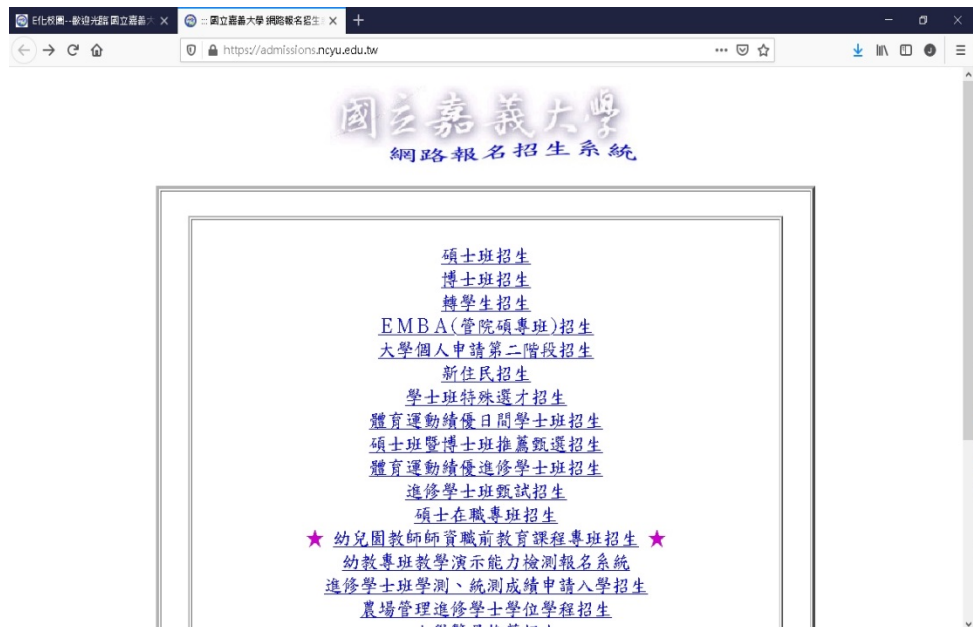 E化校園--歡迎光臨 國立嘉義大
::: 國立嘉義大學 網路報名招生
https://admissions.ncyu.edu.tw
國立嘉義大學
網路報名招生系統
碩士班招生
博士班招生
轉學生招生
EMBA(管院碩專班)招生
大學個人申請第二階段招生
新住民招生
學士班特殊選才招生
體育運動績優日間學士班招生
碩士班暨博士班推薦甄選招生
體育運動績優進修學士班招生
進修學士班甄試招生
碩士在職專班招生
★ 幼兒園教師師資職前教育課程專班招生 ★
幼教專班教學演示能力檢測報名系統
進修學士班學測、統測成績申請入學招生
農場管理進修學士學位學程招生